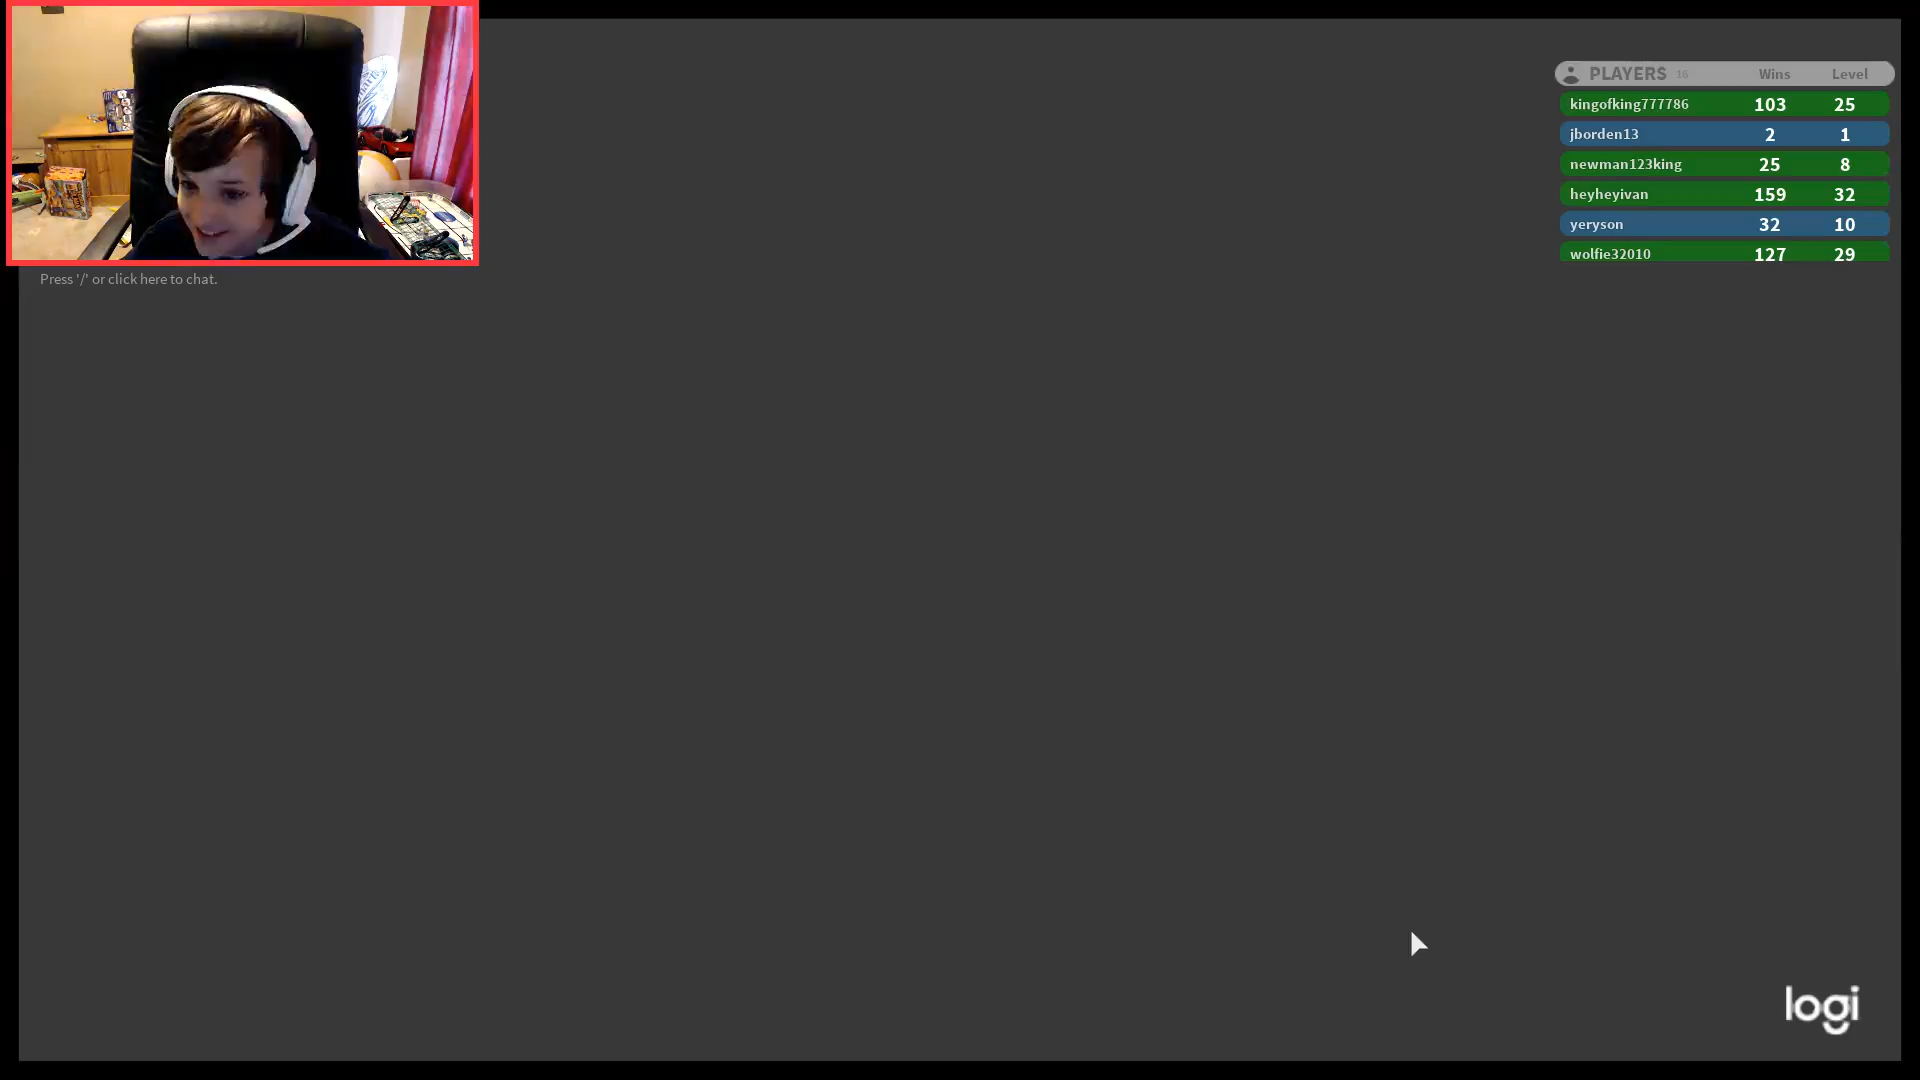 PLAYERS 16 Wins Level
kingofking777786 103 25
jborden13 2 1
newman123king 25 8
heyheyivan 159 32
yeryson 32 10
wolfie32010 127 29
Press '/' or click here to chat.
logi